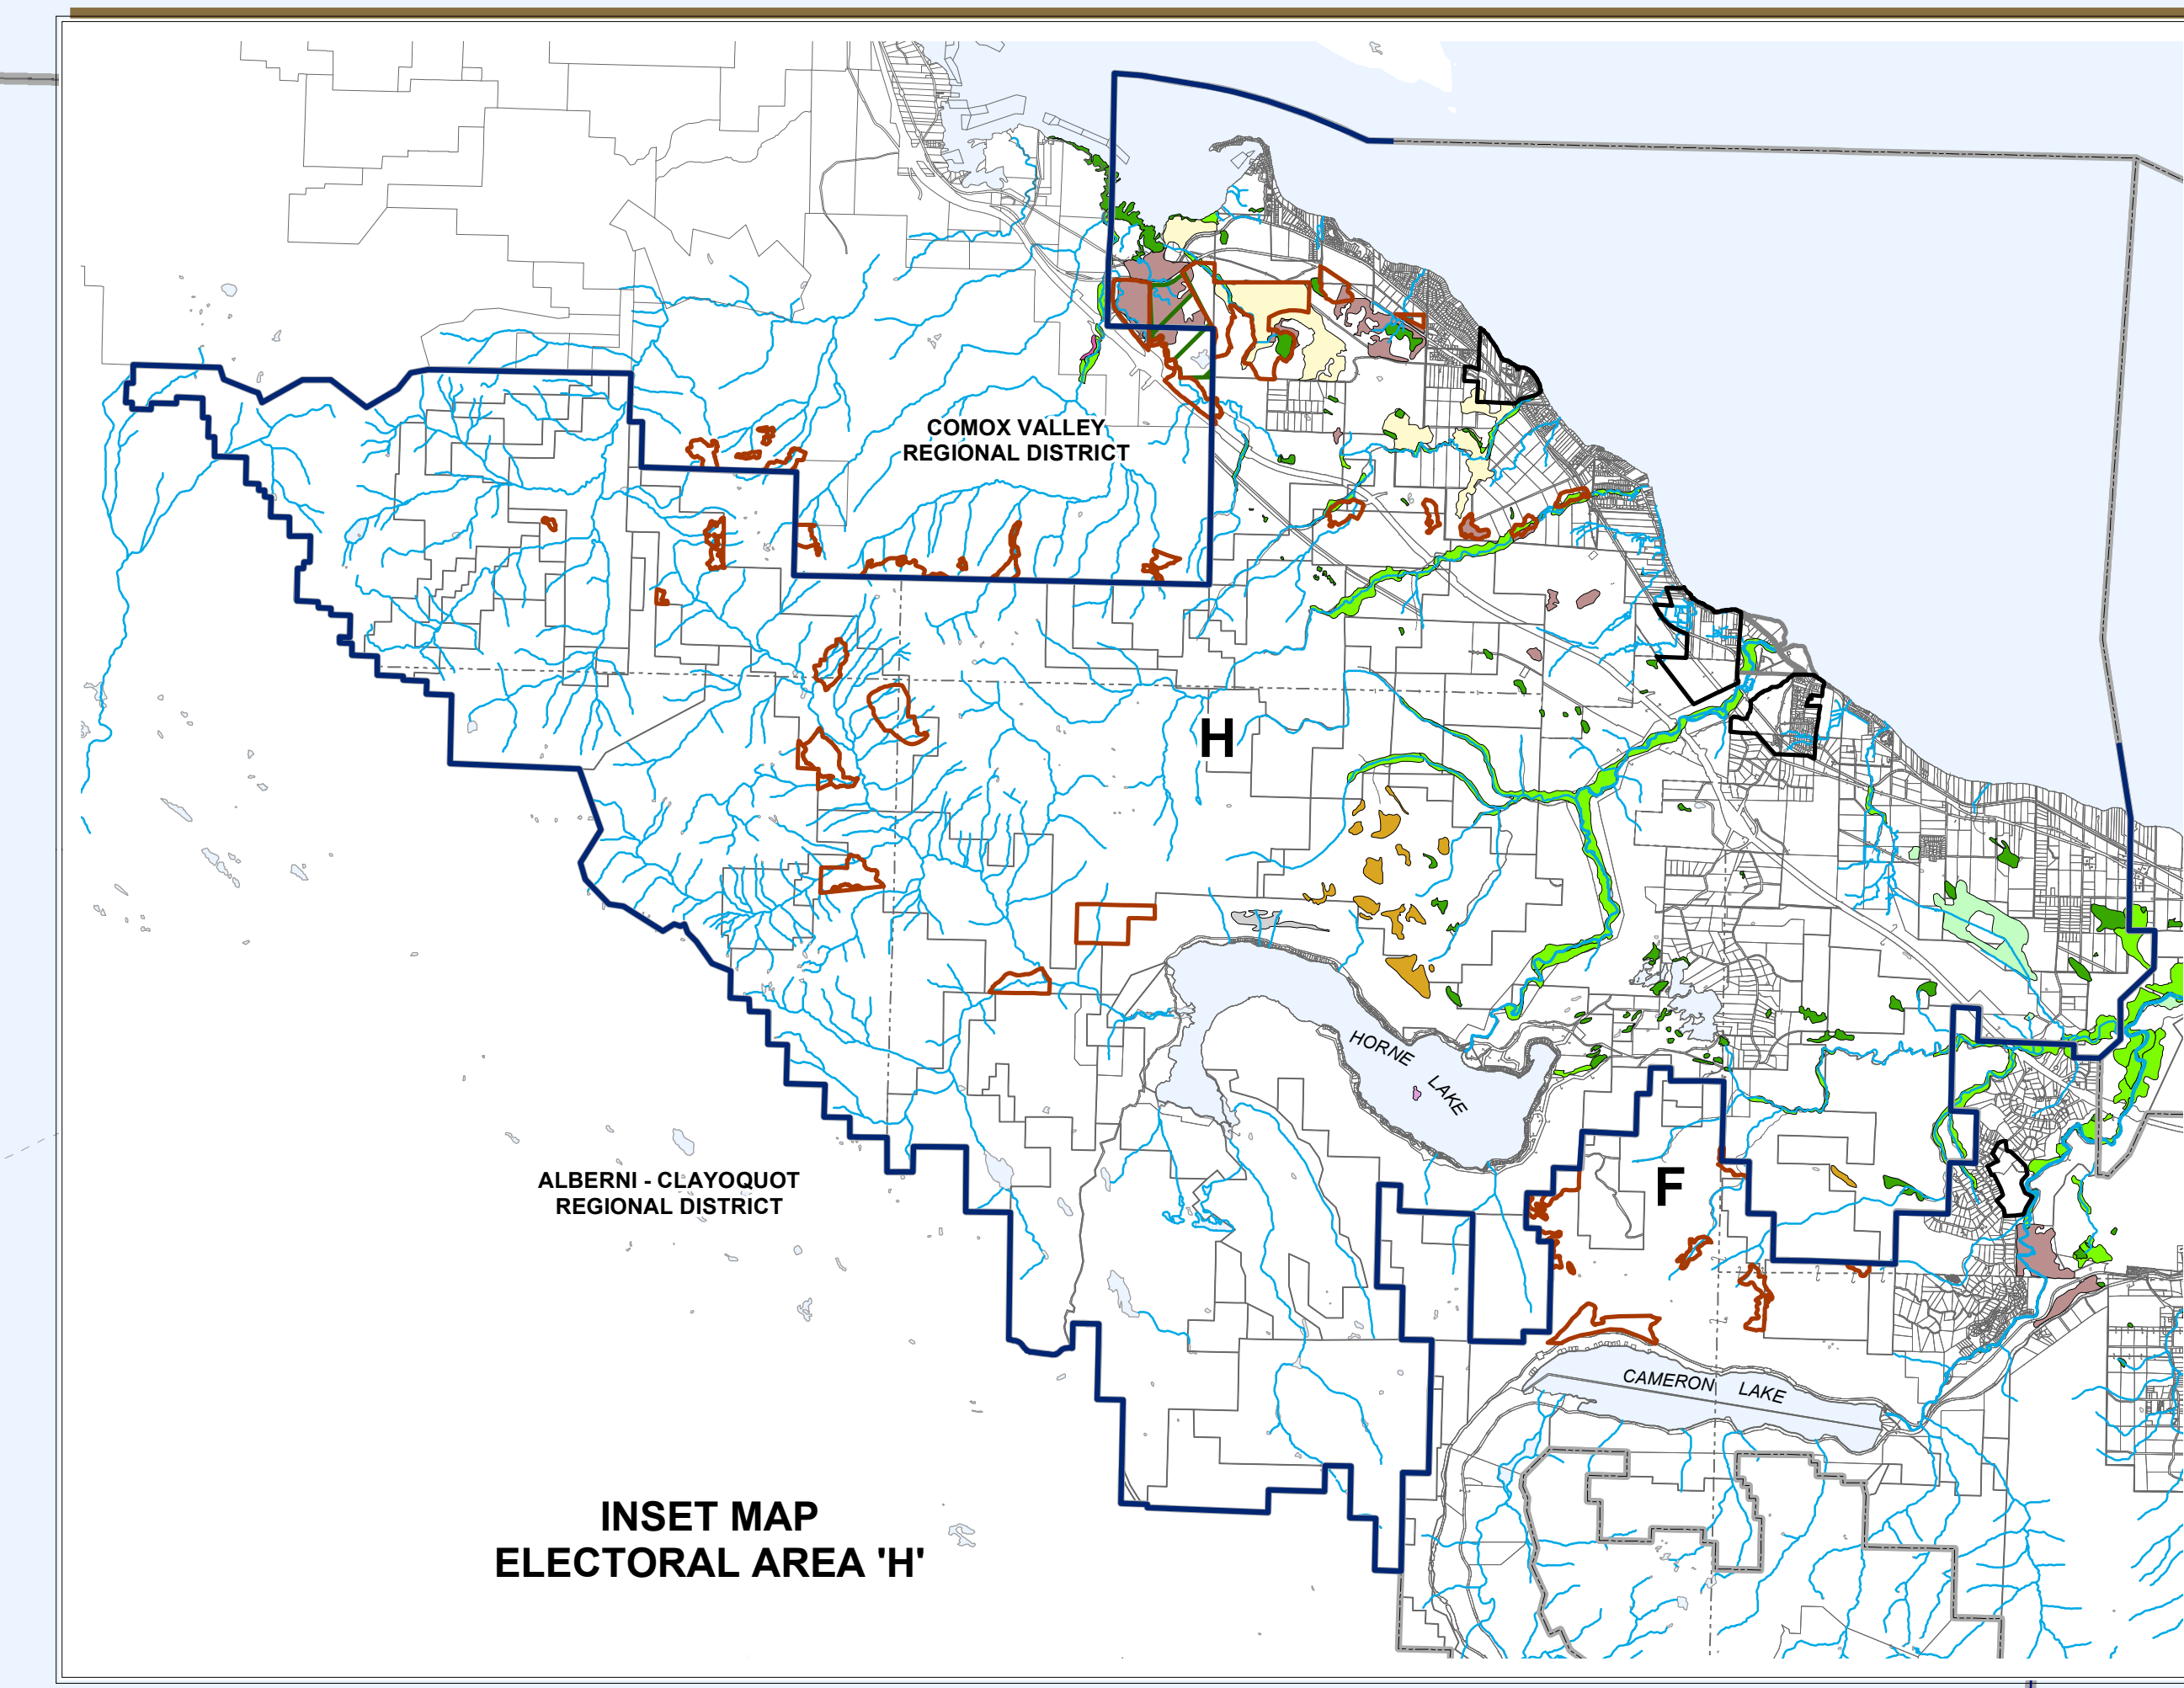 COMOX VALLEY
REGIONAL DISTRICT
H
HORNE LAKE
ALBERNI - CLAYOQUOT
REGIONAL DISTRICT
F
CAMERON LAKE
INSET MAP
ELECTORAL AREA 'H'